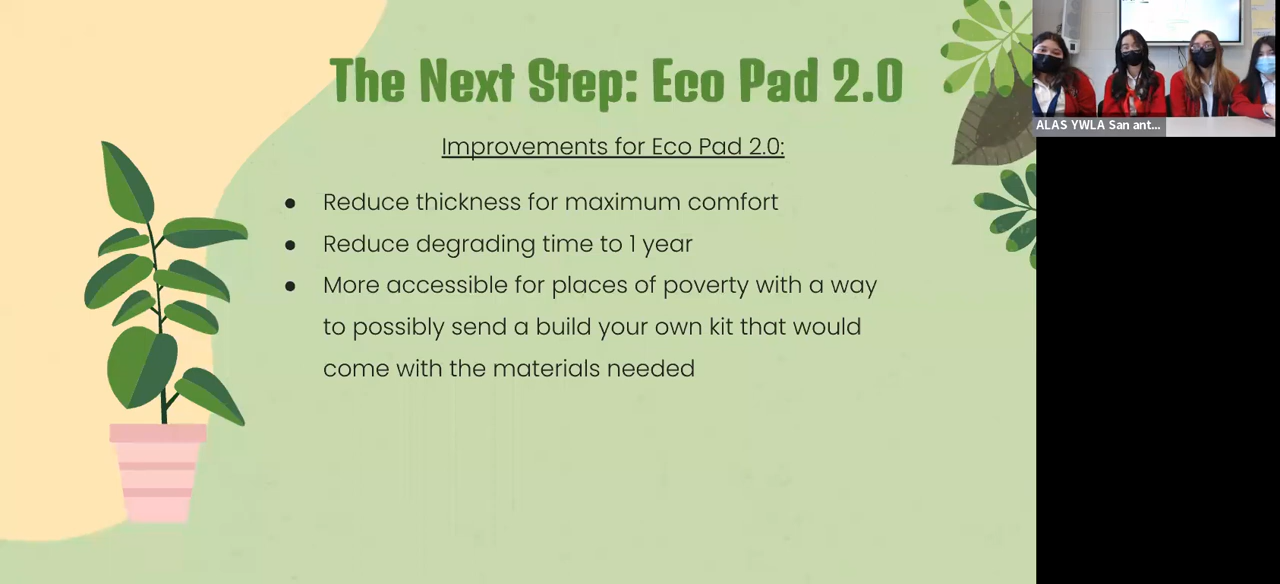 The Next Step: Eco Pad 2.0
Improvements for Eco Pad 2.0:
● Reduce thickness for maximum comfort
● Reduce degrading time to 1 year
● More accessible for places of poverty with a way
to possibly send a build your own kit that would
come with the materials needed
ALAS YWLA San ant...